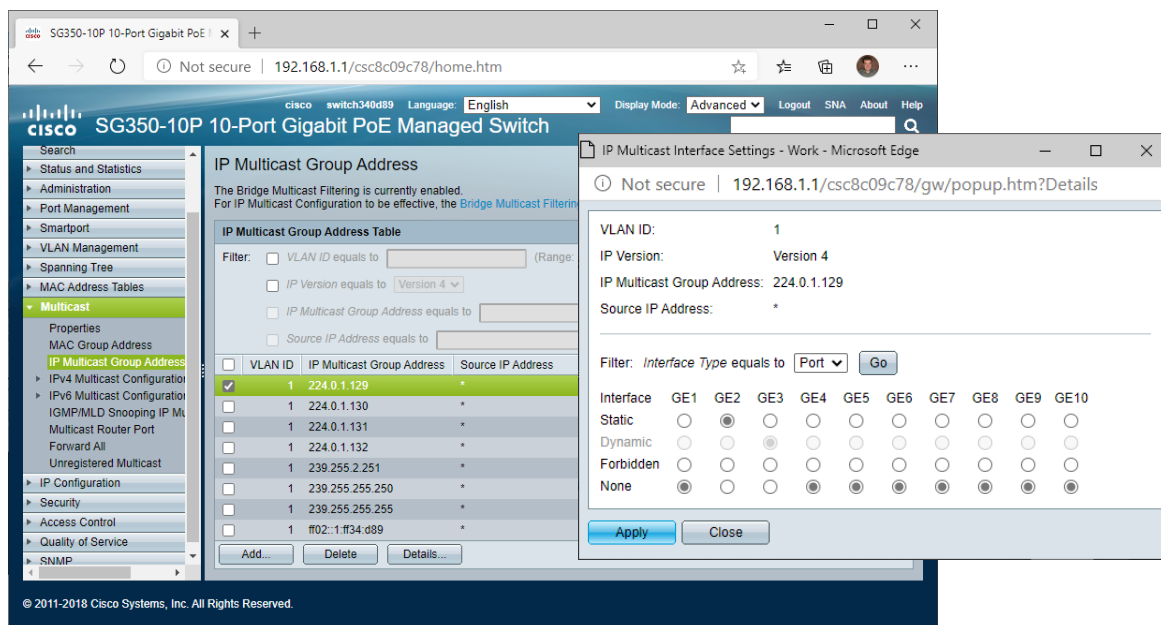 SG350-10P 10-Port Gigabit PoE
Not secure | 192.168.1.1/csc8c09c78/home.htm
cisco switch340d89 Language: English Display Mode: Advanced Logout SNA About Help
CISCO SG350-10P 10-Port Gigabit PoE Managed Switch
Search
Status and Statistics
Administration
Port Management
Smartport
VLAN Management
Spanning Tree
MAC Address Tables
Multicast
Properties
MAC Group Address
IP Multicast Group Address
IPv4 Multicast Configuration
IPv6 Multicast Configuration
IGMP/MLD Snooping IP Mu
Multicast Router Port
Forward All
Unregistered Multicast
IP Configuration
Security
Access Control
Quality of Service
SNMP
IP Multicast Group Address
The Bridge Multicast Filtering is currently enabled.
For IP Multicast Configuration to be effective, the Bridge Multicast Filterin
IP Multicast Group Address Table
Filter: VLAN ID equals to (Range:
IP Version equals to Version 4
IP Multicast Group Address equals to
Source IP Address equals to
VLAN ID IP Multicast Group Address Source IP Address
1 224.0.1.129 *
1 224.0.1.130 *
1 224.0.1.131 *
1 224.0.1.132 *
1 239.255.2.251 *
1 239.255.255.250 *
1 239.255.255.255 *
1 ff02::1:ff34:d89 *
Add... Delete Details...
© 2011-2018 Cisco Systems, Inc. All Rights Reserved.
IP Multicast Interface Settings - Work - Microsoft Edge
Not secure | 192.168.1.1/csc8c09c78/gw/popup.htm?Details
VLAN ID: 1
IP Version: Version 4
IP Multicast Group Address: 224.0.1.129
Source IP Address: *
Filter: Interface Type equals to Port Go
Interface GE1 GE2 GE3 GE4 GE5 GE6 GE7 GE8 GE9 GE10
Static
Dynamic
Forbidden
None
Apply Close